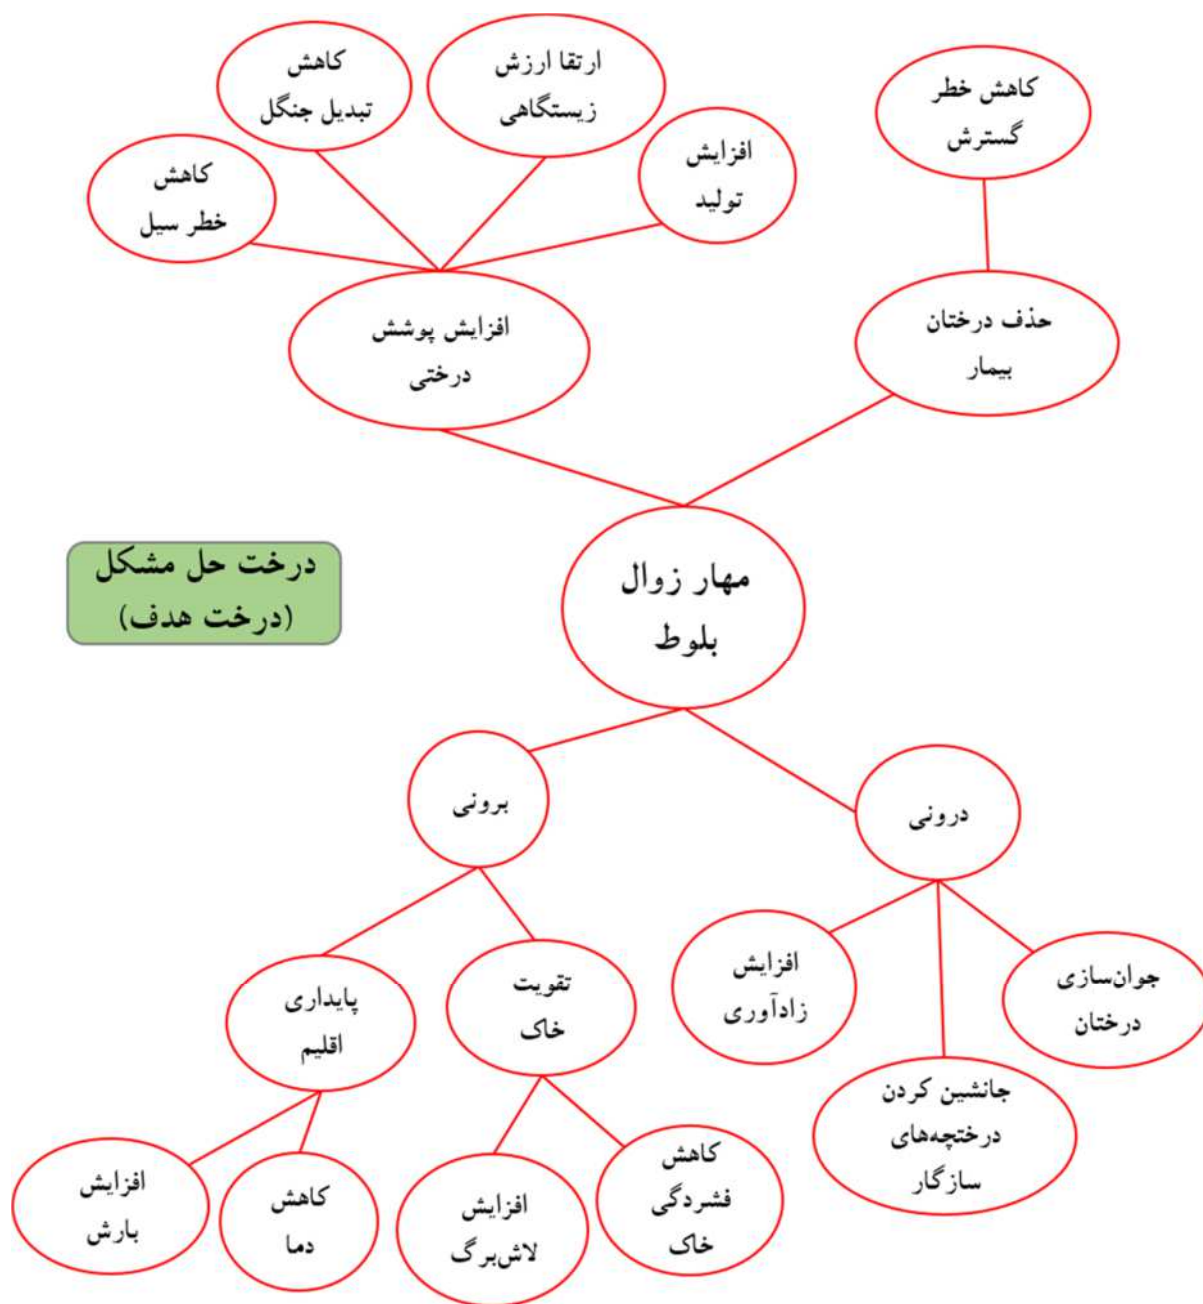 کاهش
تبدیل جنگل
ارتقا ارزش
زیستگاهی
کاهش خطر
گسترش
افزایش
تولید
کاهش
خطر سیل
افزایش پوشش
درختی
حذف درختان
بیمار
درخت حل مشکل
(درخت هدف)
مهار زوال
بلوط
درونی
برونی
جوان‌سازی
درختان
افزایش
زادآوری
تقویت
خاک
پایداری
اقلیم
جانشین کردن
درختچه‌های
سازگار
کاهش
فشردگی
خاک
افزایش
لاش‌برگ
کاهش
دما
افزایش
بارش